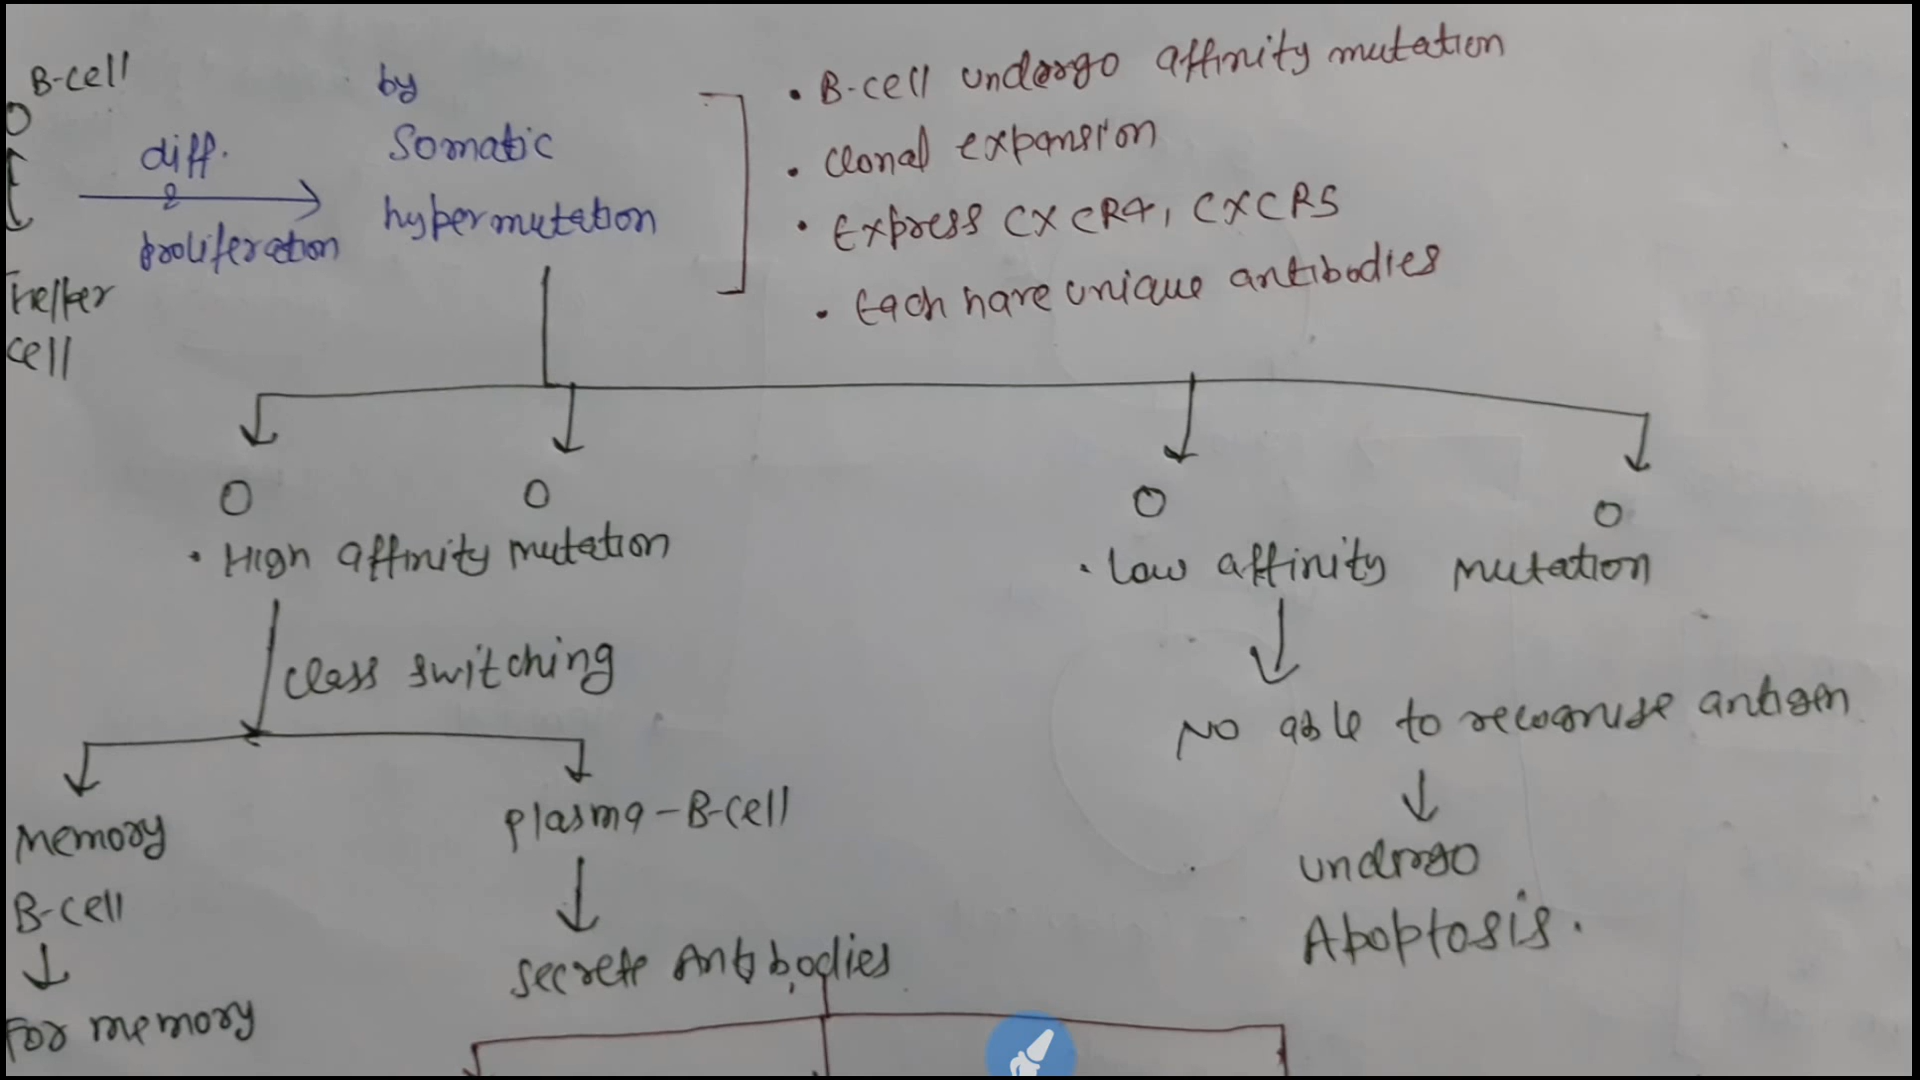 B-cell
diff.
&
proliferation
Helper
cell
by
Somatic
hypermutation
• B-cell undergo affinity mutation
• clonal expansion
• Express CXCR4, CXCR5
• Each have unique antibodies
• High affinity mutation
• Low affinity mutation
class switching
No able to recognise antigen
Memory
B-cell
For memory
plasma-B-cell
secrete Antibodies
undergo
Apoptosis.